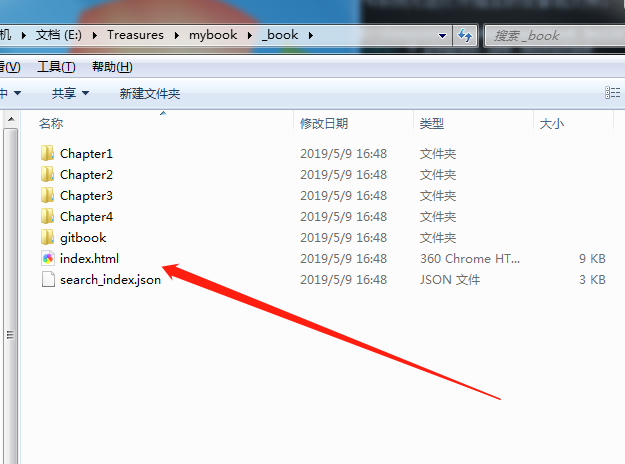 机 文档 (E:) Treasures mybook _book 搜索 _book
看(V) 工具(T) 帮助(H)
中 共享 新建文件夹
名称 修改日期 类型 大小
Chapter1 2019/5/9 16:48 文件夹
Chapter2 2019/5/9 16:48 文件夹
Chapter3 2019/5/9 16:48 文件夹
Chapter4 2019/5/9 16:48 文件夹
gitbook 2019/5/9 16:48 文件夹
index.html 2019/5/9 16:48 360 Chrome HT... 9 KB
search_index.json 2019/5/9 16:48 JSON 文件 3 KB